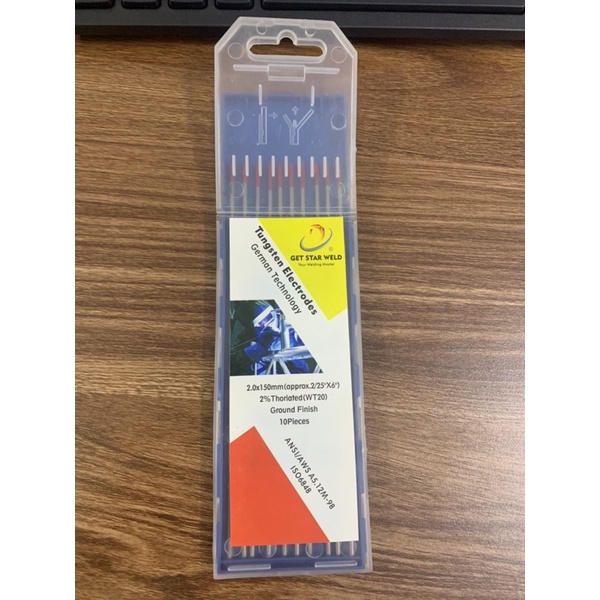 GET STAR WELD
®
Your Welding Master
Tungsten Electrodes
German Technology
2.0x150mm(approx.2/25"X6")
2%Thoriated(WT20)
Ground Finish
10Pieces
ANSI/AWS A5.12M-98
ISO6848